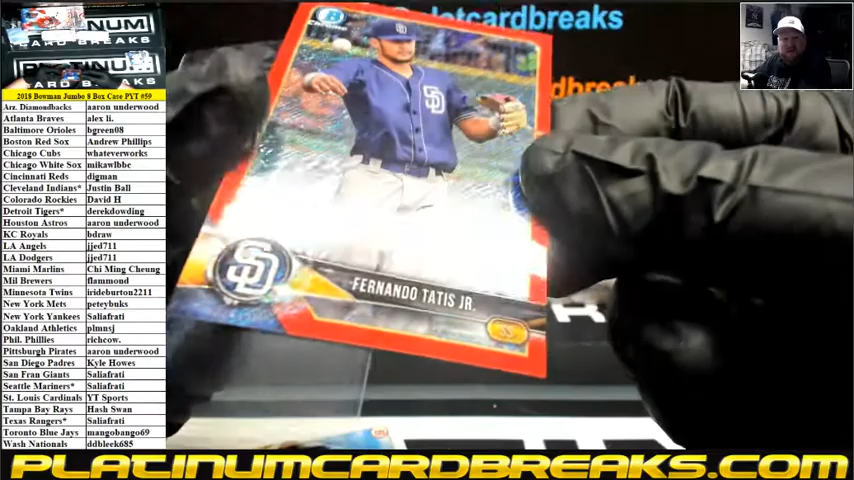 PLATINUM
CARD BREAKS
PLATINUM
CARD BREAKS
dotcardbreaks
2018 Bowman Jumbo 8 Box Case PYT #59
Arz. Diamondbacks aaron underwood
Atlanta Braves alex li.
Baltimore Orioles bgreen08
Boston Red Sox Andrew Phillips
Chicago Cubs whateverworks
Chicago White Sox mikawlbbc
Cincinnati Reds digman
Cleveland Indians* Justin Ball
Colorado Rockies David H
Detroit Tigers* derekdowding
Houston Astros aaron underwood
KC Royals bdraw
LA Angels jjed711
LA Dodgers jjed711
Miami Marlins Chi Ming Cheung
Mil Brewers flammond
Minnesota Twins irideburton2211
New York Mets peteybuks
New York Yankees Saliafrati
Oakland Athletics plmnsj
Phil. Phillies richcow.
Pittsburgh Pirates aaron underwood
San Diego Padres Kyle Howes
San Fran Giants Saliafrati
Seattle Mariners* Saliafrati
St. Louis Cardinals YT Sports
Tampa Bay Rays Hash Swan
Texas Rangers* Saliafrati
Toronto Blue Jays mangobango69
Wash Nationals ddbleek685
B
SD
SD
FERNANDO TATIS JR.
PLATINUMCARDBREAKS.COM